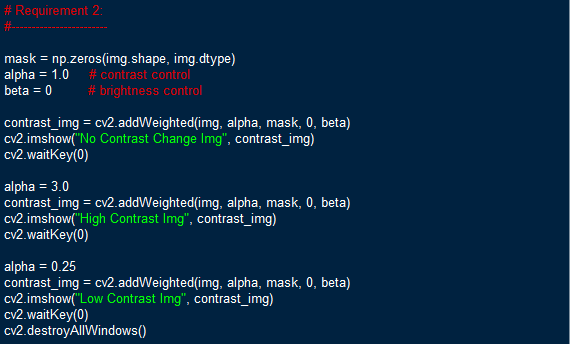 # Requirement 2:
#------------------------
mask = np.zeros(img.shape, img.dtype)
alpha = 1.0 # contrast control
beta = 0 # brightness control
contrast_img = cv2.addWeighted(img, alpha, mask, 0, beta)
cv2.imshow("No Contrast Change Img", contrast_img)
cv2.waitKey(0)
alpha = 3.0
contrast_img = cv2.addWeighted(img, alpha, mask, 0, beta)
cv2.imshow("High Contrast Img", contrast_img)
cv2.waitKey(0)
alpha = 0.25
contrast_img = cv2.addWeighted(img, alpha, mask, 0, beta)
cv2.imshow("Low Contrast Img", contrast_img)
cv2.waitKey(0)
cv2.destroyAllWindows()